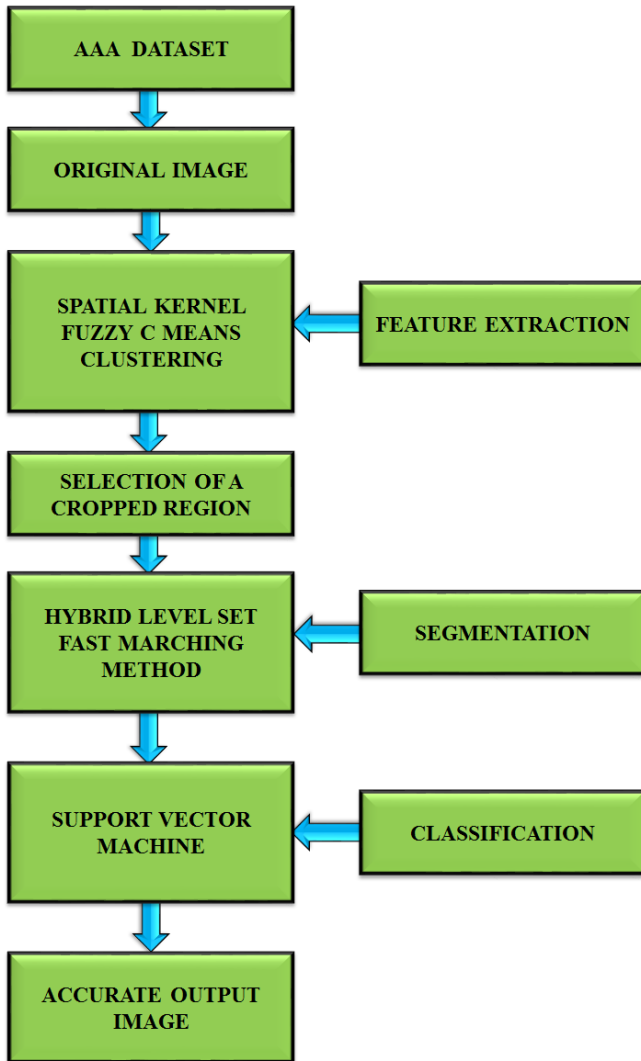 AAA DATASET
ORIGINAL IMAGE
SPATIAL KERNEL
FUZZY C MEANS
CLUSTERING
FEATURE EXTRACTION
SELECTION OF A
CROPPED REGION
HYBRID LEVEL SET
FAST MARCHING
METHOD
SEGMENTATION
SUPPORT VECTOR
MACHINE
CLASSIFICATION
ACCURATE OUTPUT
IMAGE